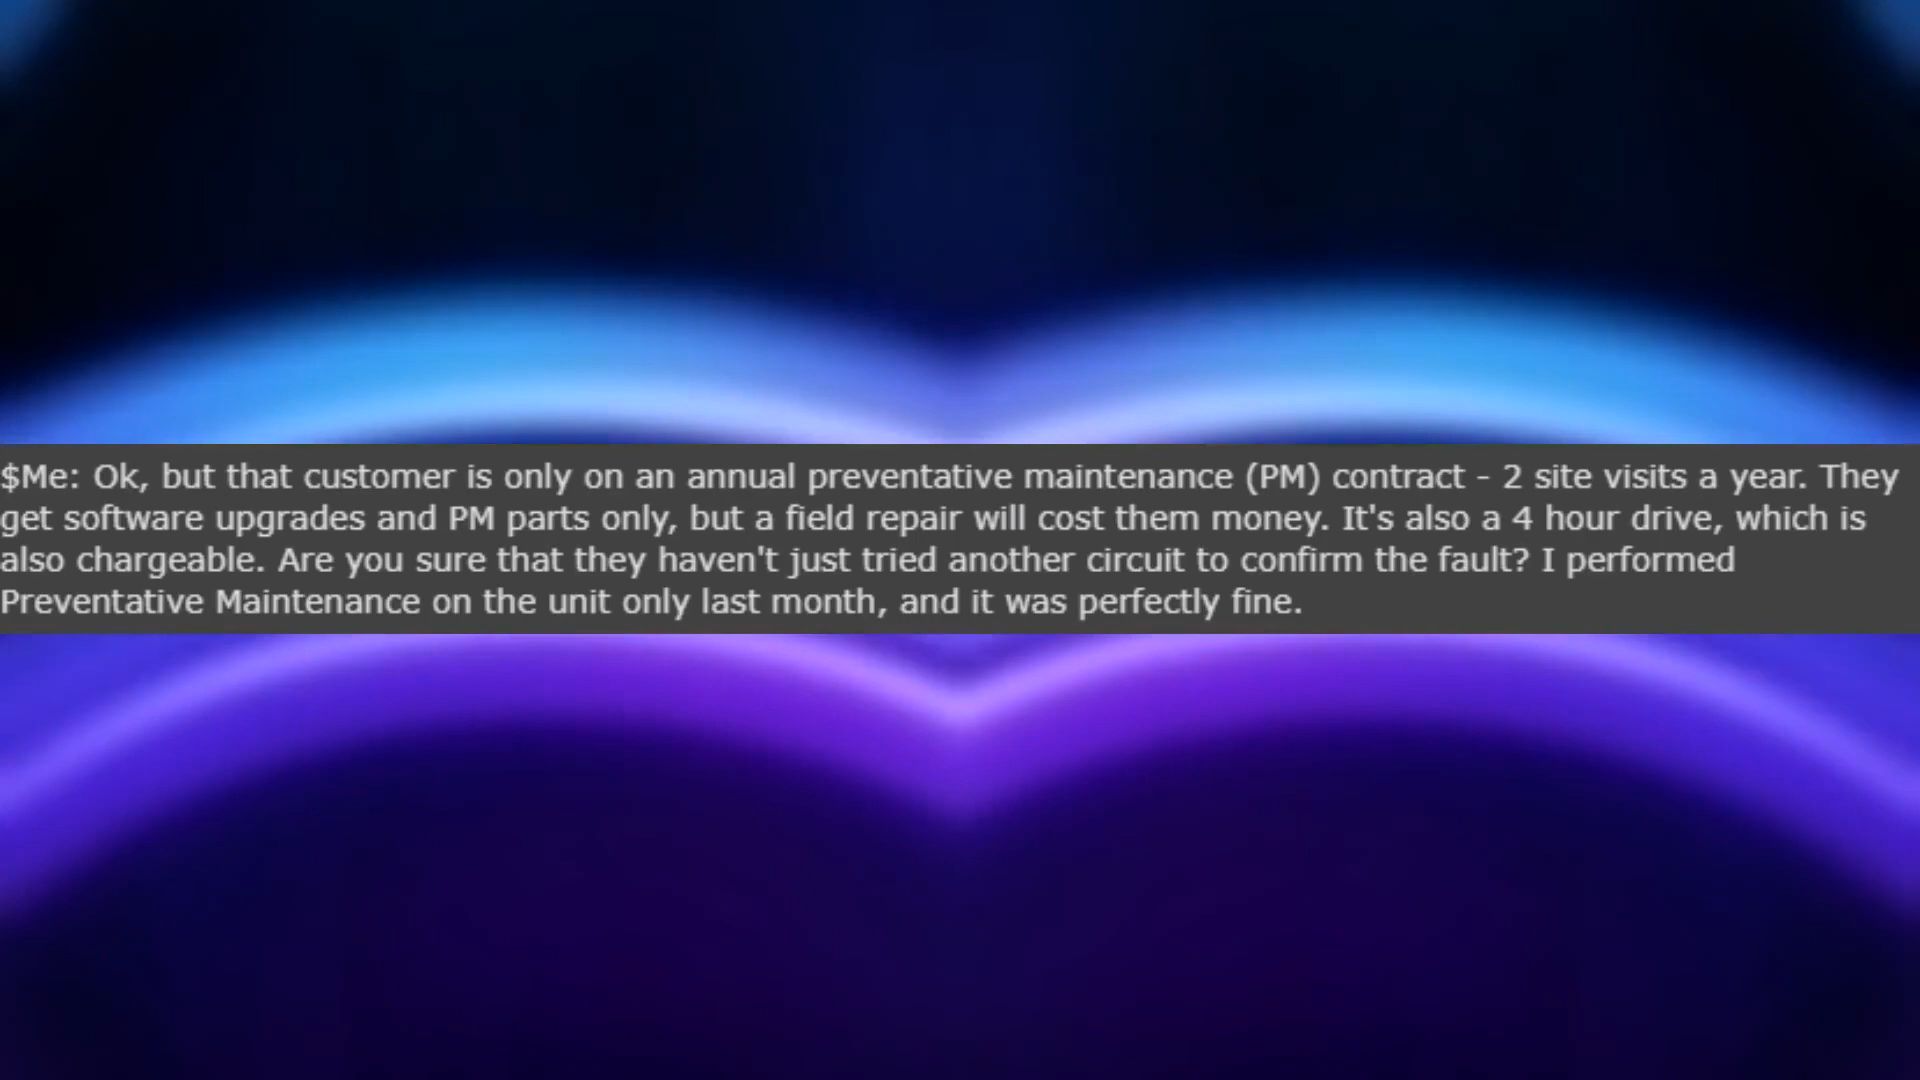 $Me: Ok, but that customer is only on an annual preventative maintenance (PM) contract - 2 site visits a year. They
get software upgrades and PM parts only, but a field repair will cost them money. It's also a 4 hour drive, which is
also chargeable. Are you sure that they haven't just tried another circuit to confirm the fault? I performed
Preventative Maintenance on the unit only last month, and it was perfectly fine.